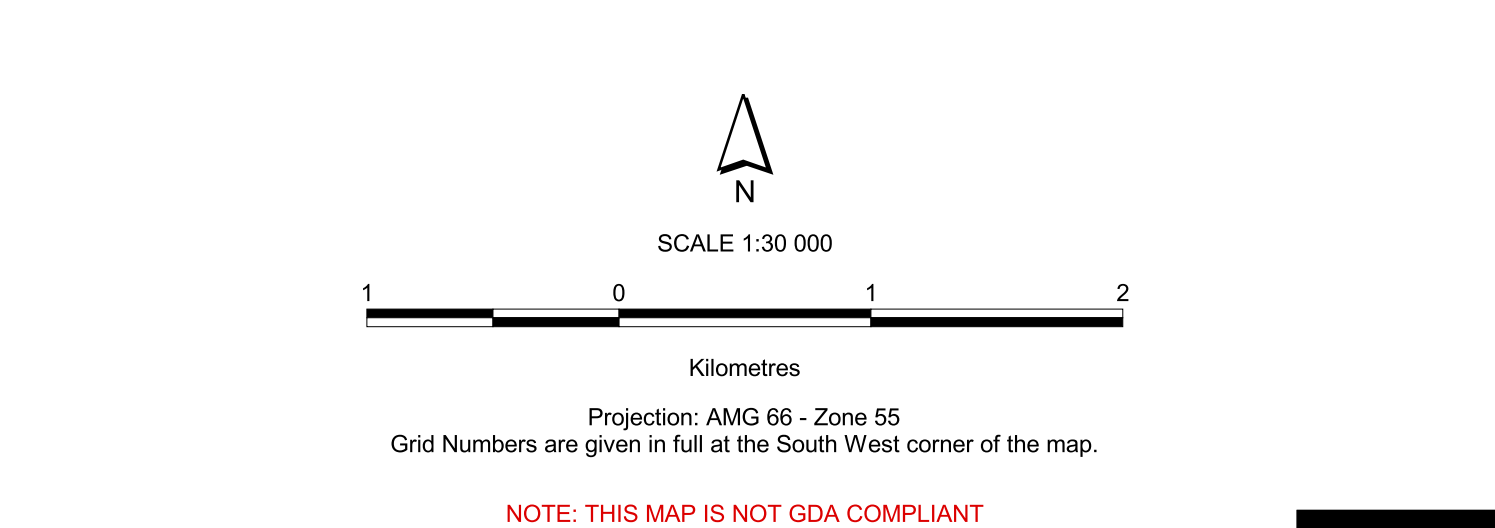 N
SCALE 1:30 000
1 0 1 2
Kilometres
Projection: AMG 66 - Zone 55
Grid Numbers are given in full at the South West corner of the map.
NOTE: THIS MAP IS NOT GDA COMPLIANT